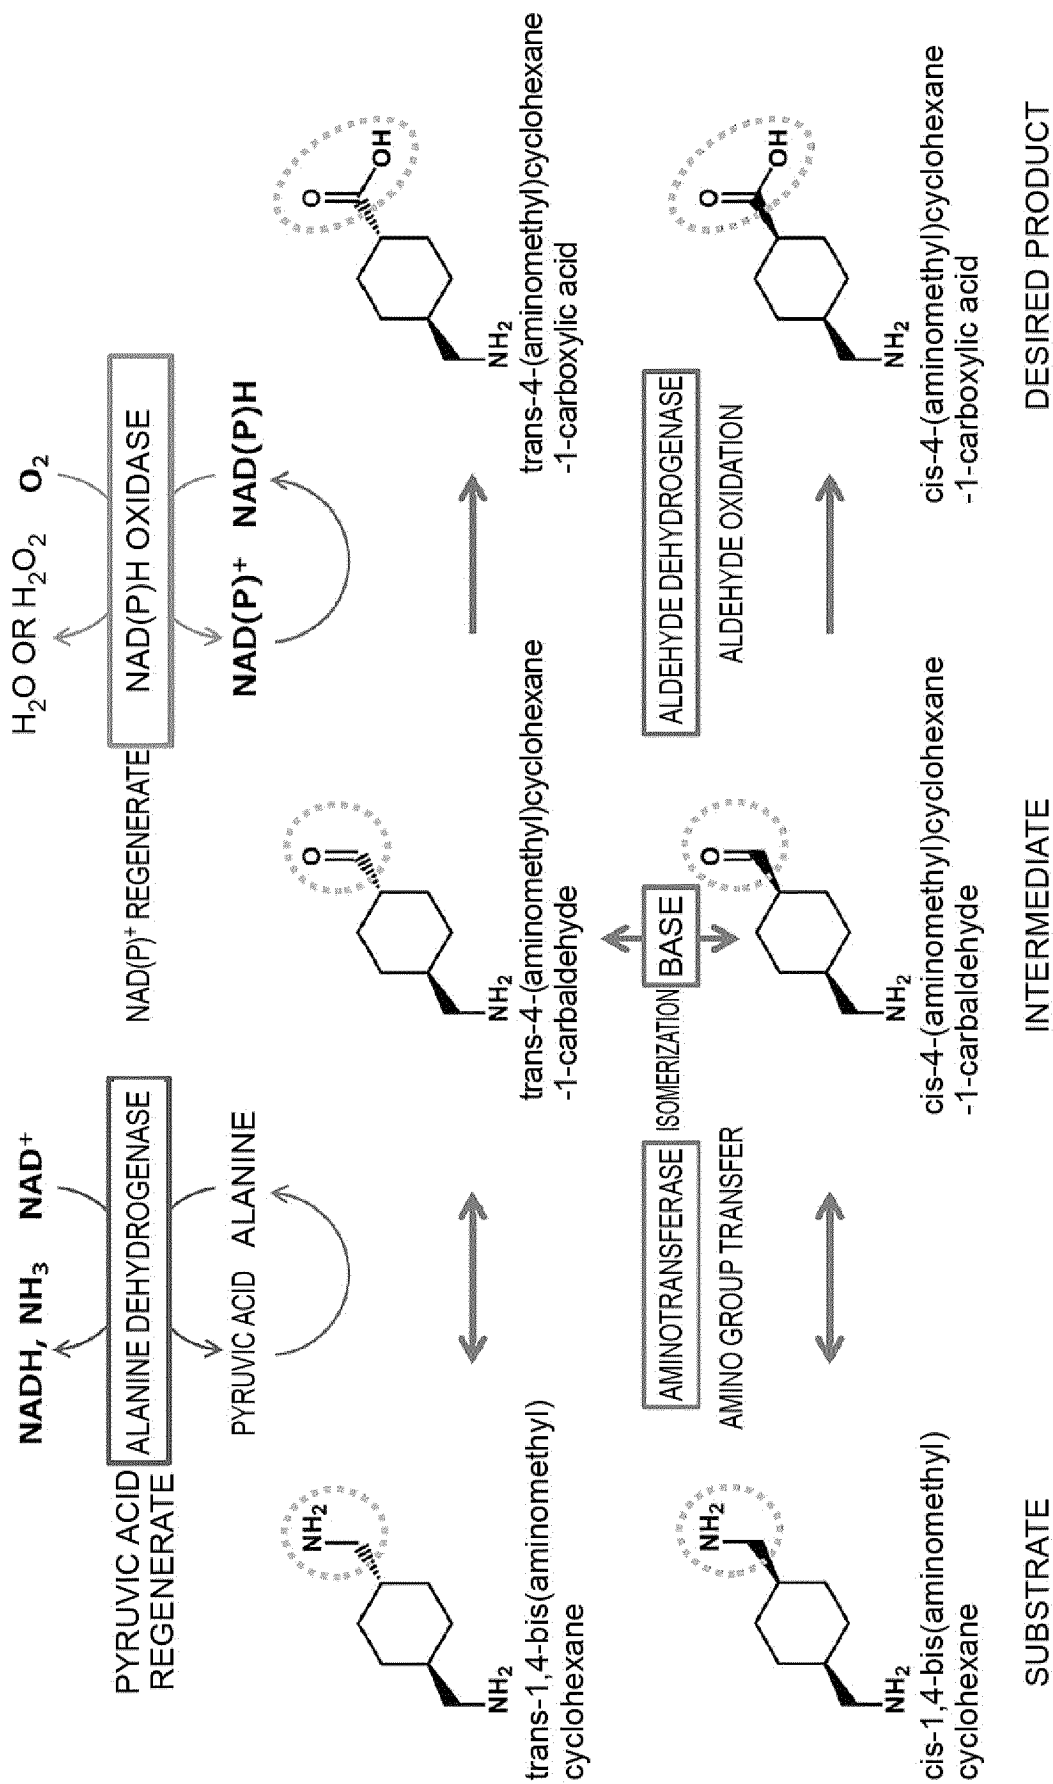 NADH, NH3 NAD+
PYRUVIC ACID
REGENERATE
ALANINE DEHYDROGENASE
PYRUVIC ACID ALANINE
H2O OR H2O2 O2
NAD(P)+ REGENERATE
NAD(P)H OXIDASE
NAD(P)+ NAD(P)H
NH2
NH2
trans-1,4-bis(aminomethyl)
cyclohexane
O
NH2
trans-4-(aminomethyl)cyclohexane
-1-carbaldehyde
O
OH
NH2
trans-4-(aminomethyl)cyclohexane
-1-carboxylic acid
AMINOTRANSFERASE
AMINO GROUP TRANSFER
ISOMERIZATION
BASE
ALDEHYDE DEHYDROGENASE
ALDEHYDE OXIDATION
NH2
NH2
cis-1,4-bis(aminomethyl)
cyclohexane
O
NH2
cis-4-(aminomethyl)cyclohexane
-1-carbaldehyde
O
OH
NH2
cis-4-(aminomethyl)cyclohexane
-1-carboxylic acid
SUBSTRATE
INTERMEDIATE
DESIRED PRODUCT